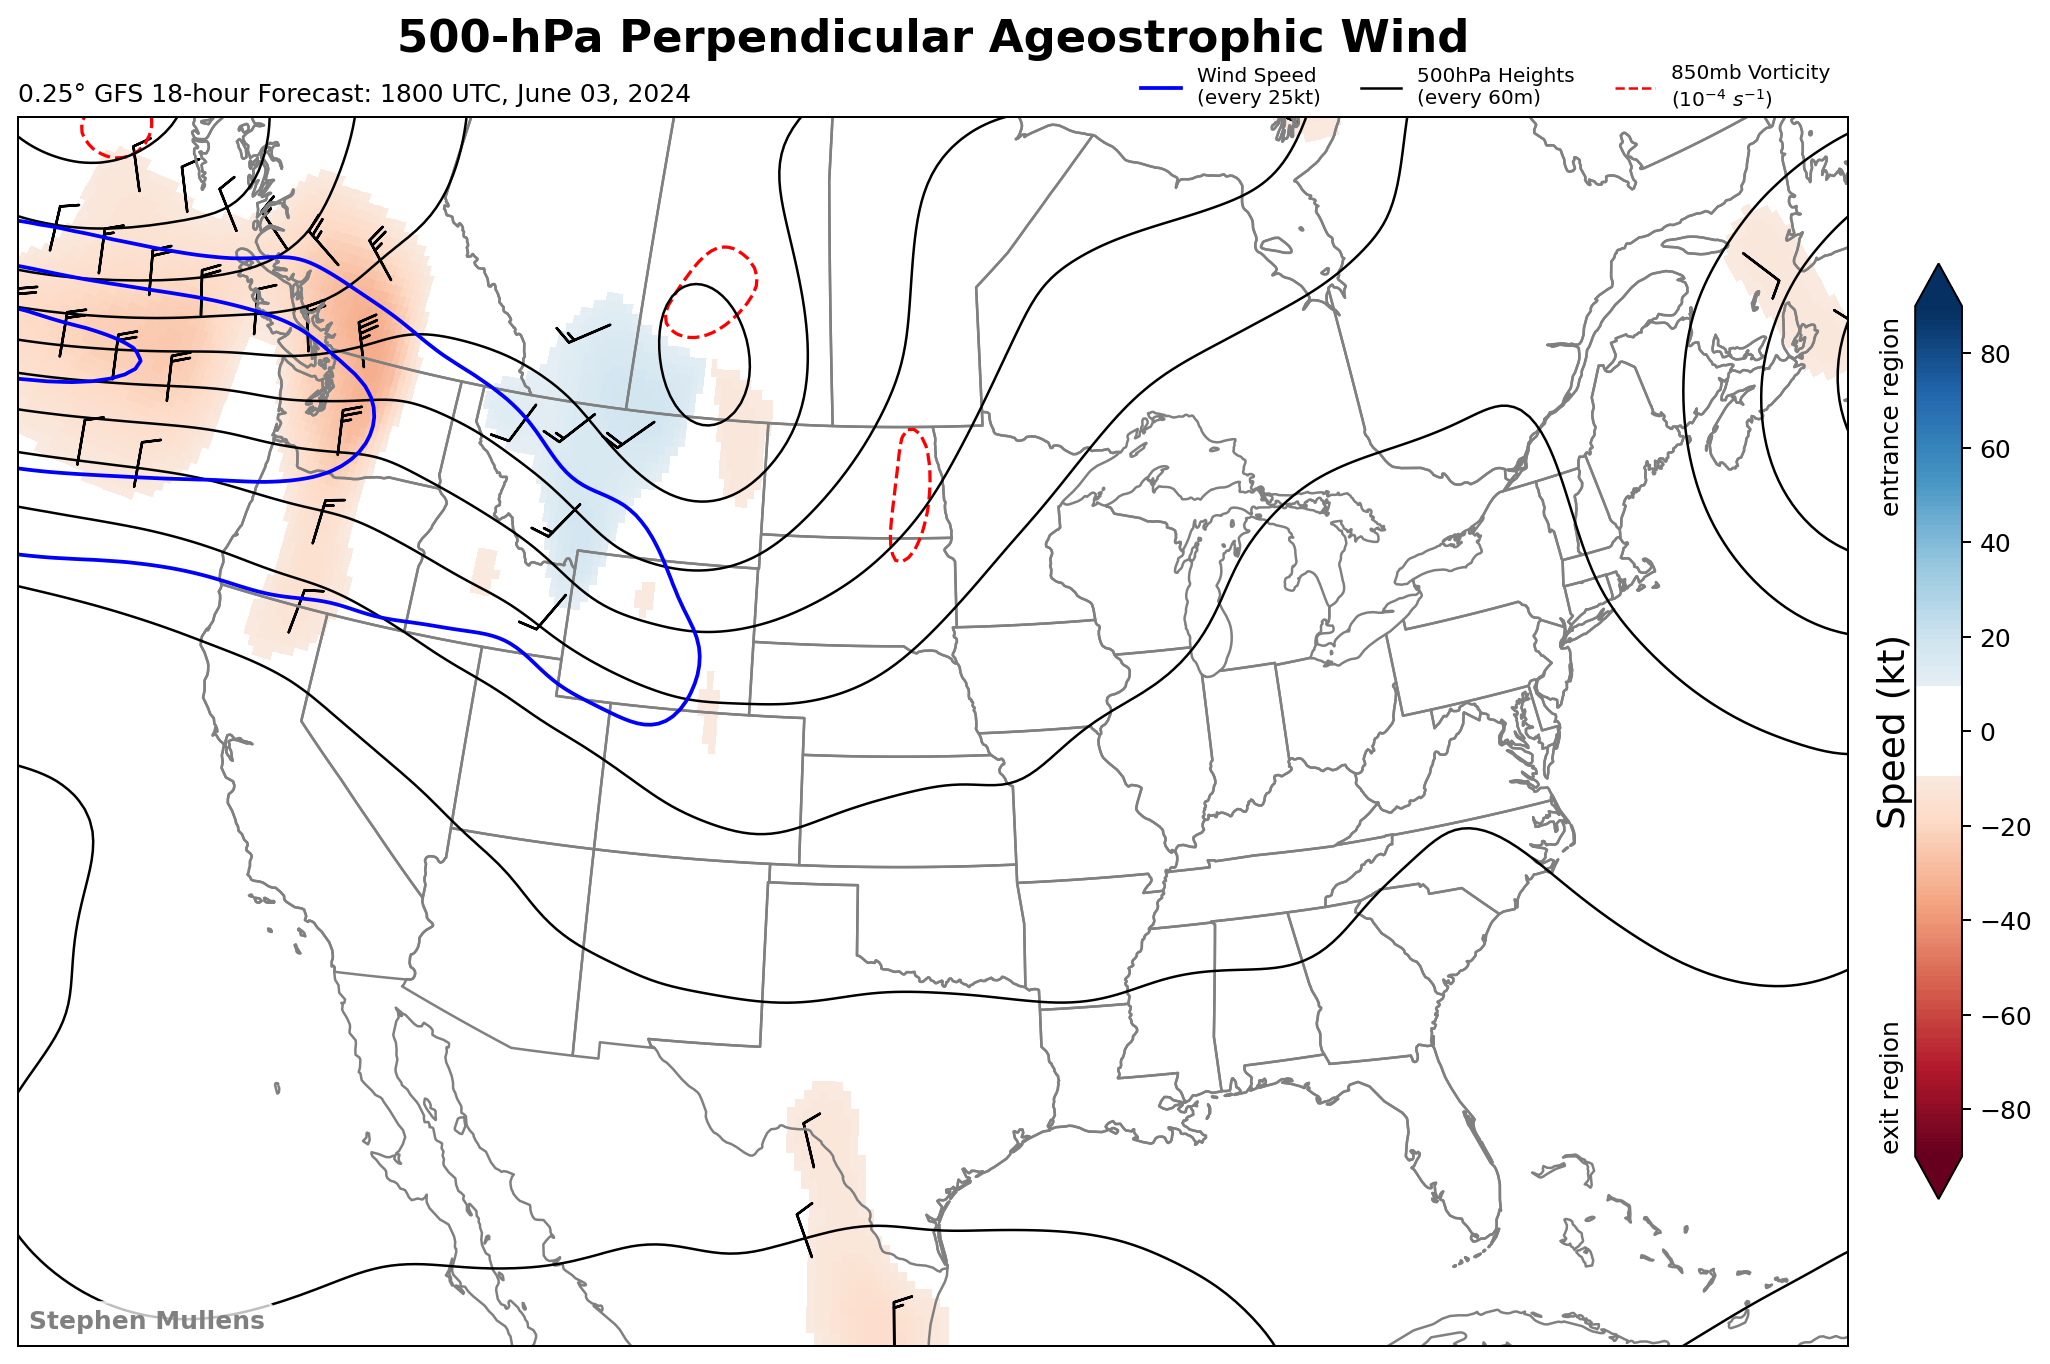 500-hPa Perpendicular Ageostrophic Wind
0.25° GFS 18-hour Forecast: 1800 UTC, June 03, 2024
Wind Speed
(every 25kt)
500hPa Heights
(every 60m)
850mb Vorticity
(10⁻⁴ s⁻¹)
entrance region
Speed (kt)
exit region
80
60
40
20
0
−20
−40
−60
−80
Stephen Mullens